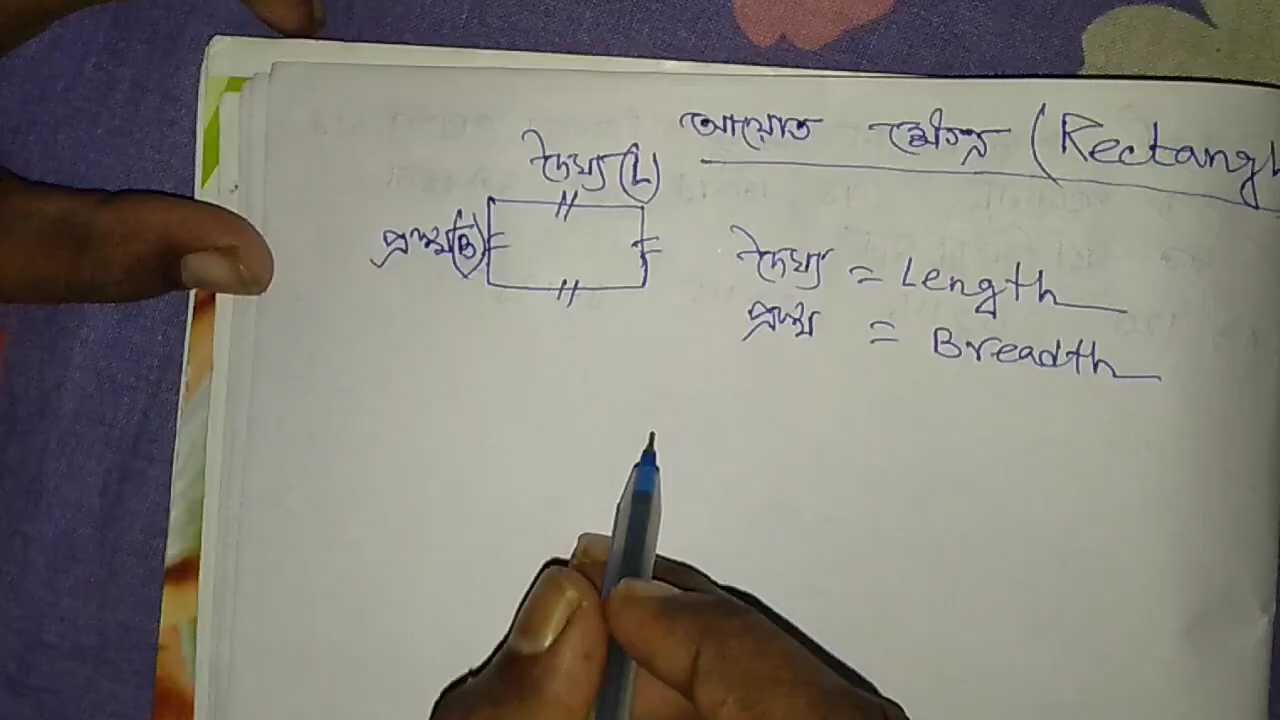 আয়োত ক্ষেত্র (Rectangl
দৈঘ্য (L)
প্রস্থ (B)
দৈঘ্য = Length
প্রস্থ = Breadth